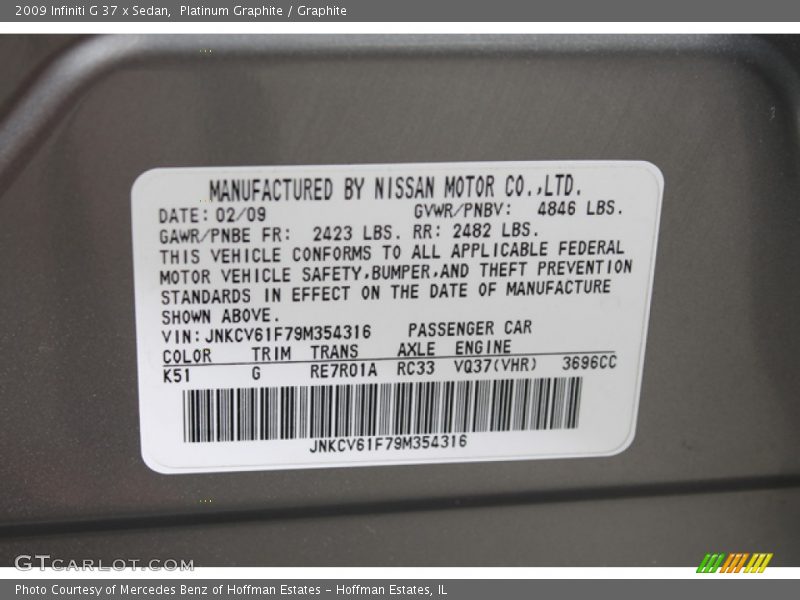 2009 Infiniti G 37 x Sedan, Platinum Graphite / Graphite
MANUFACTURED BY NISSAN MOTOR CO.,LTD.
DATE: 02/09 GVWR/PNBV: 4846 LBS.
GAWR/PNBE FR: 2423 LBS. RR: 2482 LBS.
THIS VEHICLE CONFORMS TO ALL APPLICABLE FEDERAL
MOTOR VEHICLE SAFETY,BUMPER,AND THEFT PREVENTION
STANDARDS IN EFFECT ON THE DATE OF MANUFACTURE
SHOWN ABOVE.
VIN: JNKCV61F79M354316 PASSENGER CAR
COLOR TRIM TRANS AXLE ENGINE
K51 G RE7R01A RC33 VQ37(VHR) 3696CC
JNKCV61F79M354316
GTCARLOT.COM
Photo Courtesy of Mercedes Benz of Hoffman Estates - Hoffman Estates, IL